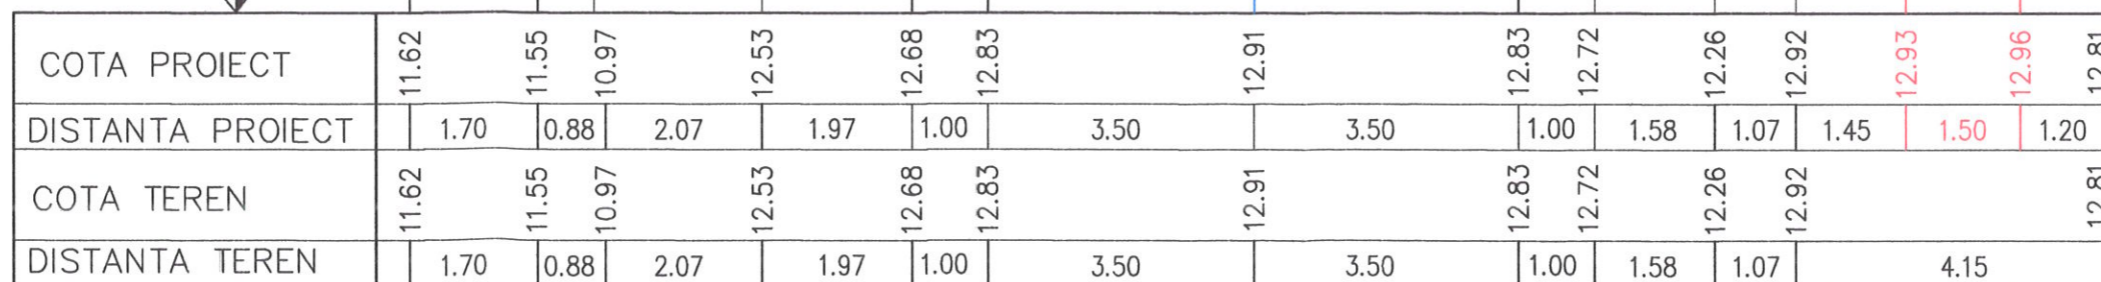 COTA PROIECT 11.62 11.55 10.97 12.53 12.68 12.83 12.91 12.83 12.72 12.26 12.92 12.93 12.96 12.81
DISTANTA PROIECT 1.70 0.88 2.07 1.97 1.00 3.50 3.50 1.00 1.58 1.07 1.45 1.50 1.20
COTA TEREN 11.62 11.55 10.97 12.53 12.68 12.83 12.91 12.83 12.72 12.26 12.92 12.81
DISTANTA TEREN 1.70 0.88 2.07 1.97 1.00 3.50 3.50 1.00 1.58 1.07 4.15